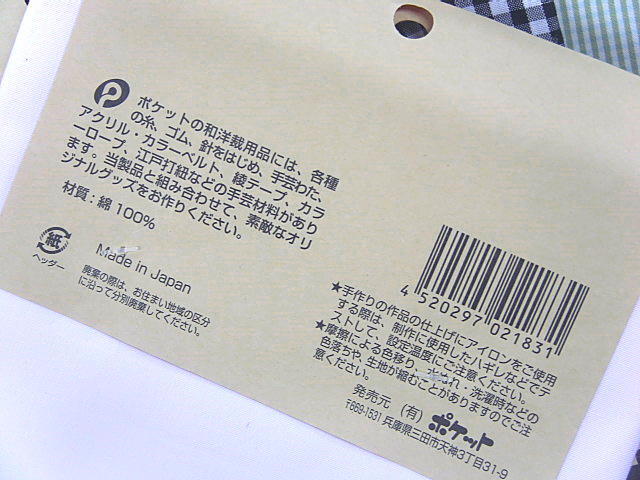 ポケットの和洋裁用品には、各種
の糸、ゴム、針をはじめ、手芸わた、
アクリル・カラーベルト、綾テープ、カラ
ーロープ、江戸打紐などの手芸材料があり
ます。当製品と組み合わせて、素敵なオリ
ジナルグッズをお作りください。
材質:綿 100%
紙
ヘッダー
Made in Japan
廃棄の際は、お住まい地域の区分
に沿って分別廃棄してください。
4 520297 021831
★手作りの作品の仕上げにアイロンをご使用
する際は、制作に使用したハギレなどでテ
ストして、設定温度にご注意ください。
★摩擦による色移り、汚れ・洗濯時などの
色落ちや、生地が縮むことがありますのでご注
意ください。
発売元 (有)ポケット
〒669-1531 兵庫県三田市天神3丁目31-9